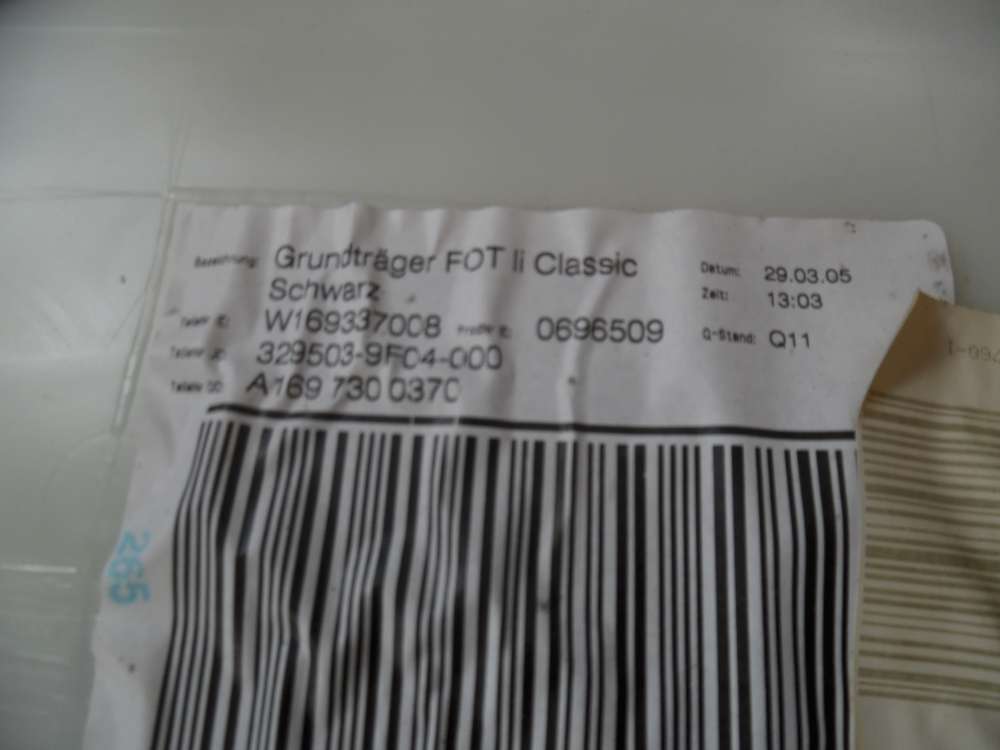 Bezeichnung: Grundträger FOT li Classic
Schwarz
W169337008 0696509
329503-9F04-000
A169 730 0370
Datum: 29.03.05
Zeit: 13:03
Q-Stand: Q11
265